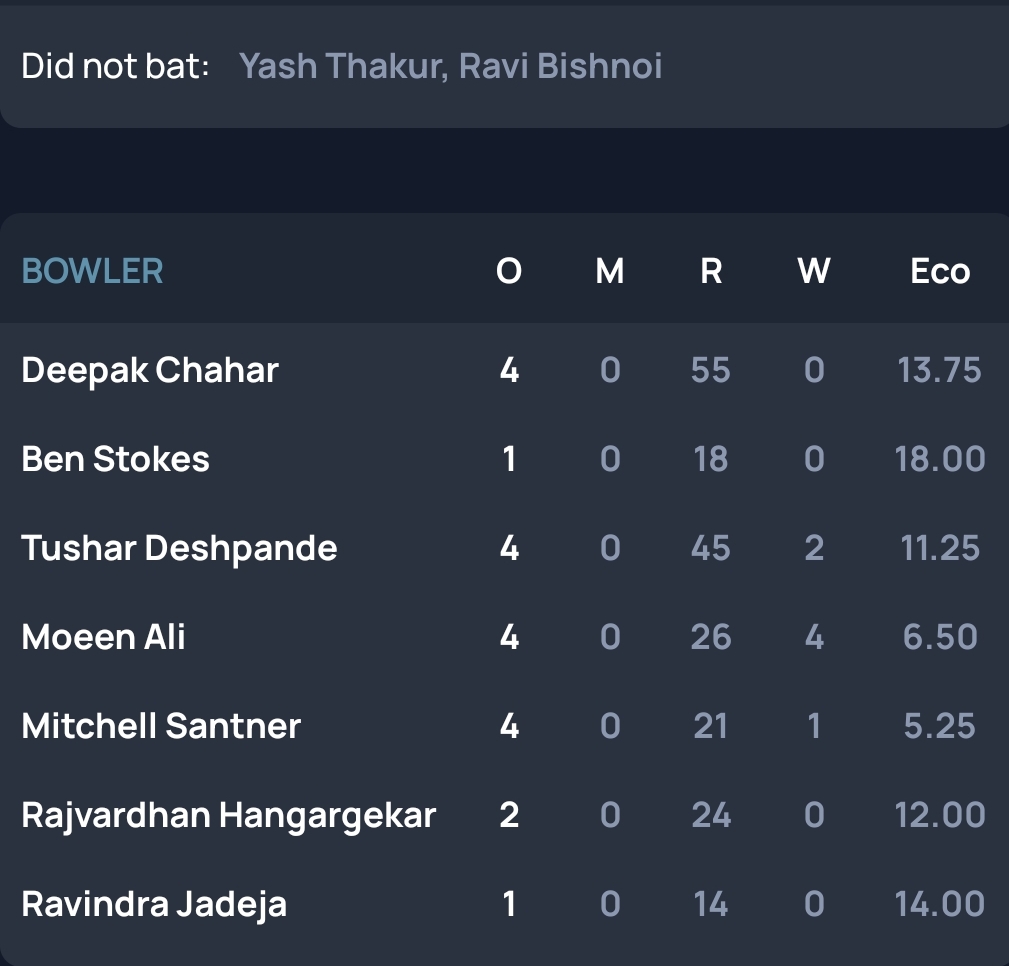 Did not bat: Yash Thakur, Ravi Bishnoi
BOWLER O M R W Eco
Deepak Chahar 4 0 55 0 13.75
Ben Stokes 1 0 18 0 18.00
Tushar Deshpande 4 0 45 2 11.25
Moeen Ali 4 0 26 4 6.50
Mitchell Santner 4 0 21 1 5.25
Rajvardhan Hangargekar 2 0 24 0 12.00
Ravindra Jadeja 1 0 14 0 14.00